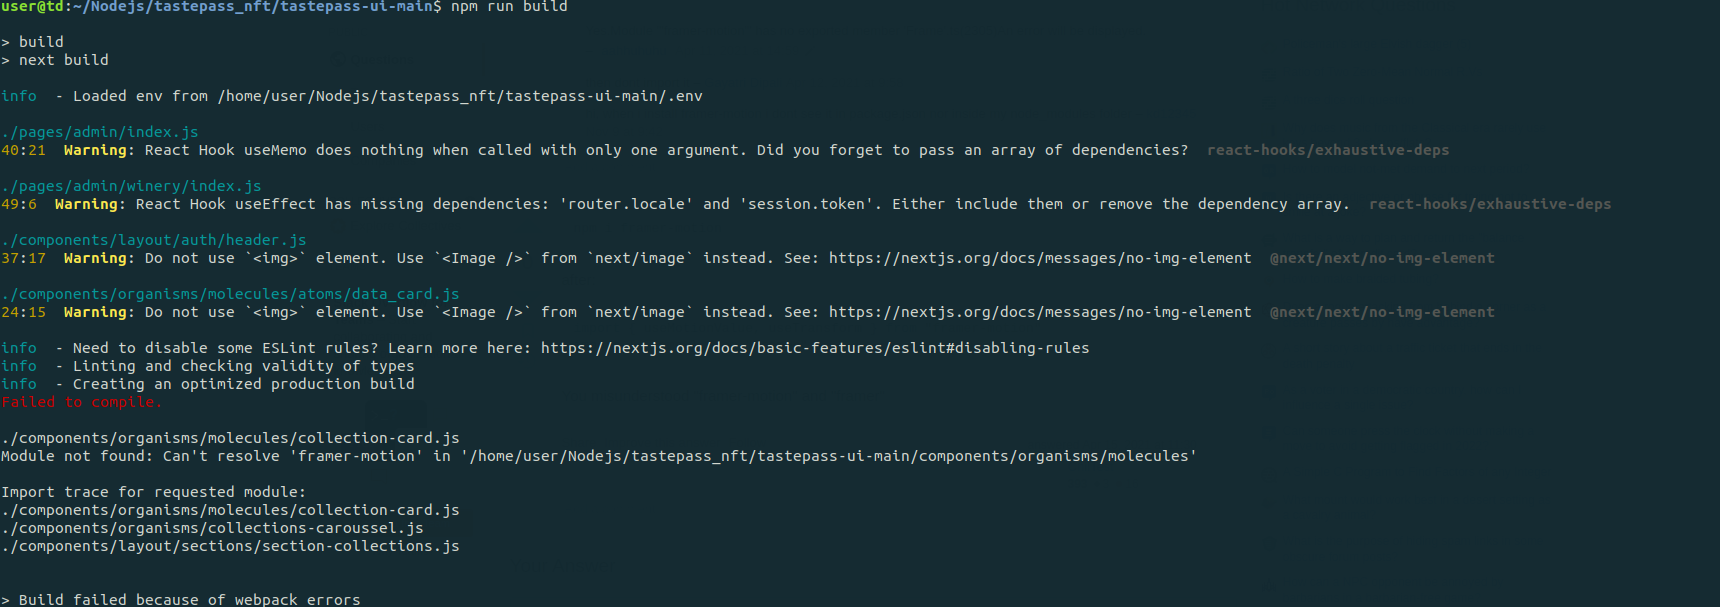 user@td:~/Nodejs/tastepass_nft/tastepass-ui-main$ npm run build
> build
> next build
info  - Loaded env from /home/user/Nodejs/tastepass_nft/tastepass-ui-main/.env
./pages/admin/index.js
40:21  Warning: React Hook useMemo does nothing when called with only one argument. Did you forget to pass an array of dependencies?  react-hooks/exhaustive-deps
./pages/admin/winery/index.js
49:6  Warning: React Hook useEffect has missing dependencies: 'router.locale' and 'session.token'. Either include them or remove the dependency array.  react-hooks/exhaustive-deps
./components/layout/auth/header.js
37:17  Warning: Do not use `<img>` element. Use `<Image />` from `next/image` instead. See: https://nextjs.org/docs/messages/no-img-element  @next/next/no-img-element
./components/organisms/molecules/atoms/data_card.js
24:15  Warning: Do not use `<img>` element. Use `<Image />` from `next/image` instead. See: https://nextjs.org/docs/messages/no-img-element  @next/next/no-img-element
info  - Need to disable some ESLint rules? Learn more here: https://nextjs.org/docs/basic-features/eslint#disabling-rules
info  - Linting and checking validity of types
info  - Creating an optimized production build
Failed to compile.
./components/organisms/molecules/collection-card.js
Module not found: Can't resolve 'framer-motion' in '/home/user/Nodejs/tastepass_nft/tastepass-ui-main/components/organisms/molecules'
Import trace for requested module:
./components/organisms/molecules/collection-card.js
./components/organisms/collections-caroussel.js
./components/layout/sections/section-collections.js
> Build failed because of webpack errors